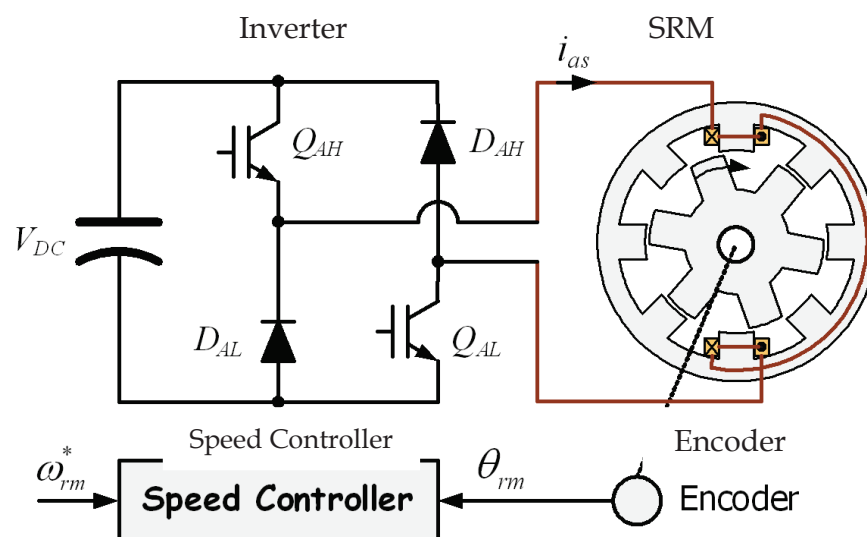 Inverter SRM
i_as
Q_AH D_AH
V_DC
D_AL Q_AL
Speed Controller Encoder
ω*_rm θ_rm
Speed Controller Encoder